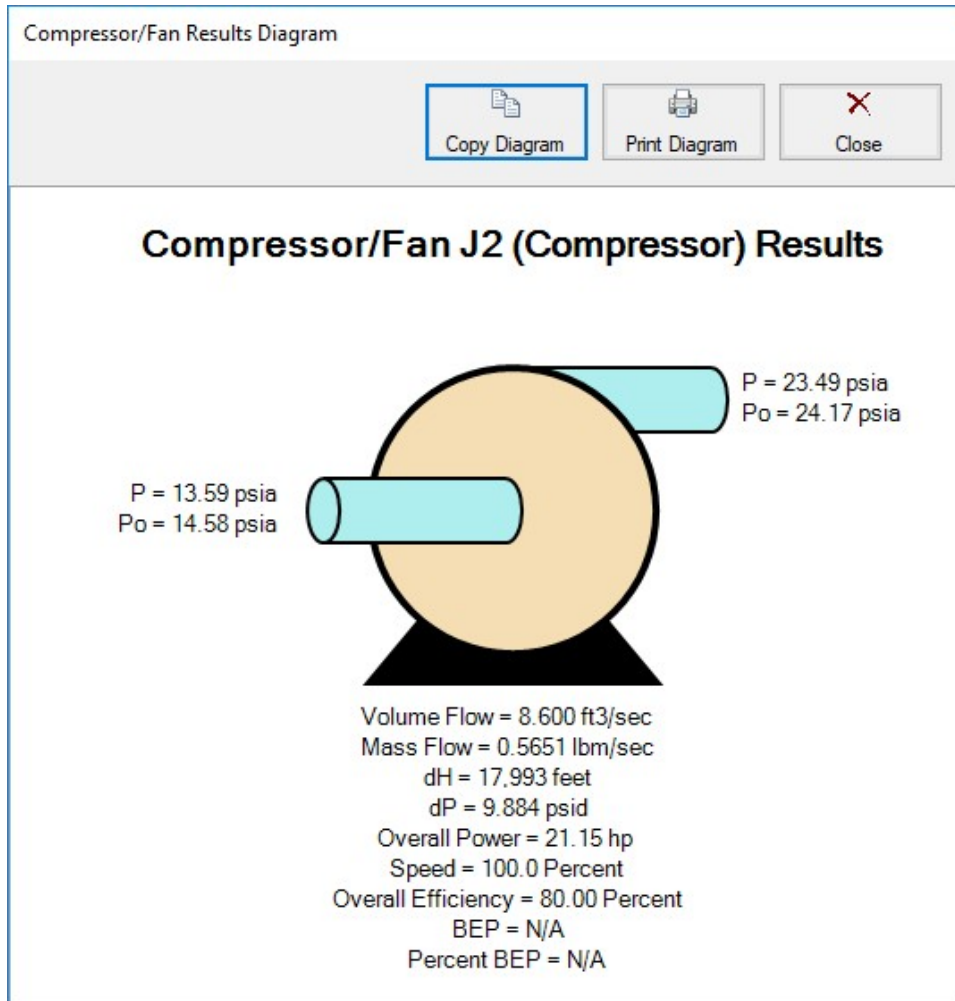 Compressor/Fan Results Diagram
Copy Diagram
Print Diagram
Close
Compressor/Fan J2 (Compressor) Results
P = 23.49 psia
Po = 24.17 psia
P = 13.59 psia
Po = 14.58 psia
Volume Flow = 8.600 ft3/sec
Mass Flow = 0.5651 lbm/sec
dH = 17,993 feet
dP = 9.884 psid
Overall Power = 21.15 hp
Speed = 100.0 Percent
Overall Efficiency = 80.00 Percent
BEP = N/A
Percent BEP = N/A